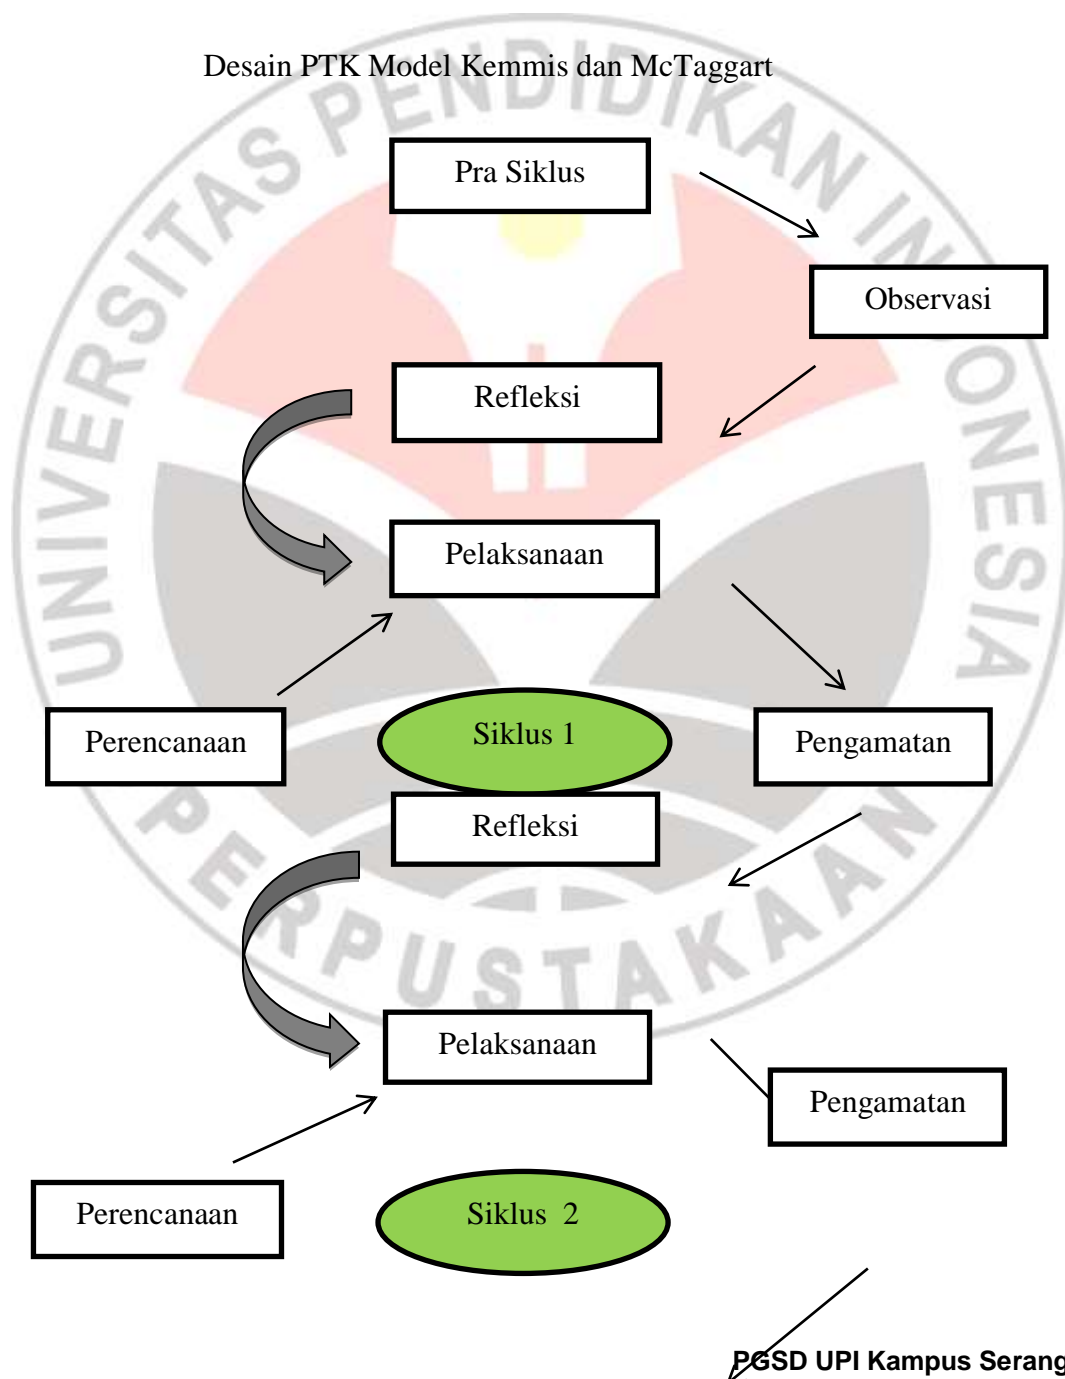 Desain PTK Model Kemmis dan McTaggart
UNIVERSITAS PENDIDIKAN INDONESIA
Pra Siklus
Observasi
Refleksi
Pelaksanaan
Perencanaan
Siklus 1
Pengamatan
Refleksi
PERPUSTAKAAN
Pelaksanaan
Pengamatan
Perencanaan
Siklus  2
PGSD UPI Kampus Serang